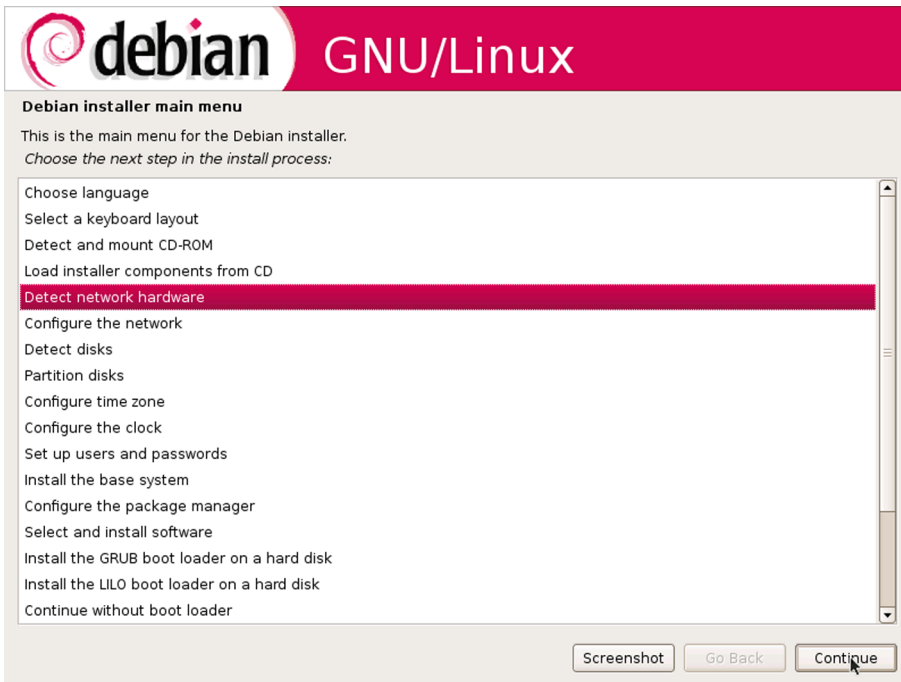 debian GNU/Linux
Debian installer main menu
This is the main menu for the Debian installer.
Choose the next step in the install process:
Choose language
Select a keyboard layout
Detect and mount CD-ROM
Load installer components from CD
Detect network hardware
Configure the network
Detect disks
Partition disks
Configure time zone
Configure the clock
Set up users and passwords
Install the base system
Configure the package manager
Select and install software
Install the GRUB boot loader on a hard disk
Install the LILO boot loader on a hard disk
Continue without boot loader
Screenshot Go Back Continue